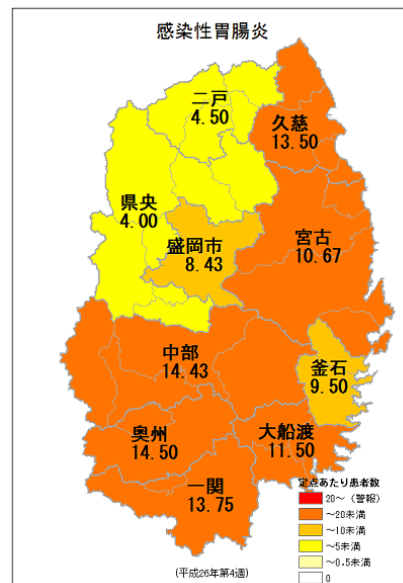 感染性胃腸炎
二戸
4.50
久慈
13.50
県央
4.00
盛岡市
8.43
宮古
10.67
中部
14.43
釜石
9.50
奥州
14.50
大船渡
11.50
一関
13.75
定点あたり患者数
20～（警報）
～20未満
～10未満
～5未満
～0.5未満
0
(平成26年第4週)